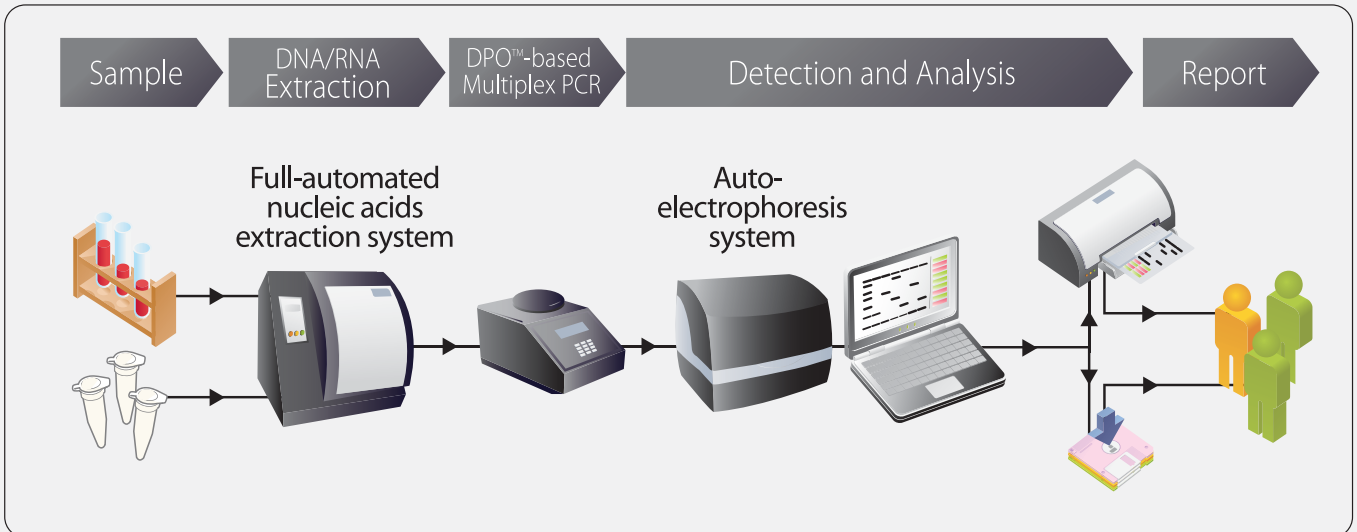 Sample
DNA/RNA
Extraction
DPO™-based
Multiplex PCR
Detection and Analysis
Report
Full-automated
nucleic acids
extraction system
Auto-
electrophoresis
system